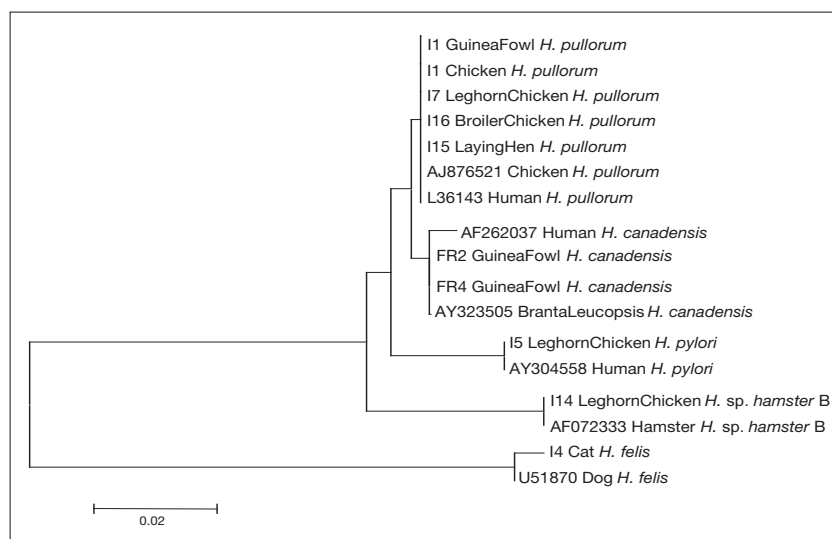 I1 GuineaFowl H. pullorum
I1 Chicken H. pullorum
I7 LeghornChicken H. pullorum
I16 BroilerChicken H. pullorum
I15 LayingHen H. pullorum
AJ876521 Chicken H. pullorum
L36143 Human H. pullorum
AF262037 Human H. canadensis
FR2 GuineaFowl H. canadensis
FR4 GuineaFowl H. canadensis
AY323505 BrantaLeucopsis H. canadensis
I5 LeghornChicken H. pylori
AY304558 Human H. pylori
I14 LeghornChicken H. sp. hamster B
AF072333 Hamster H. sp. hamster B
I4 Cat H. felis
U51870 Dog H. felis
0.02